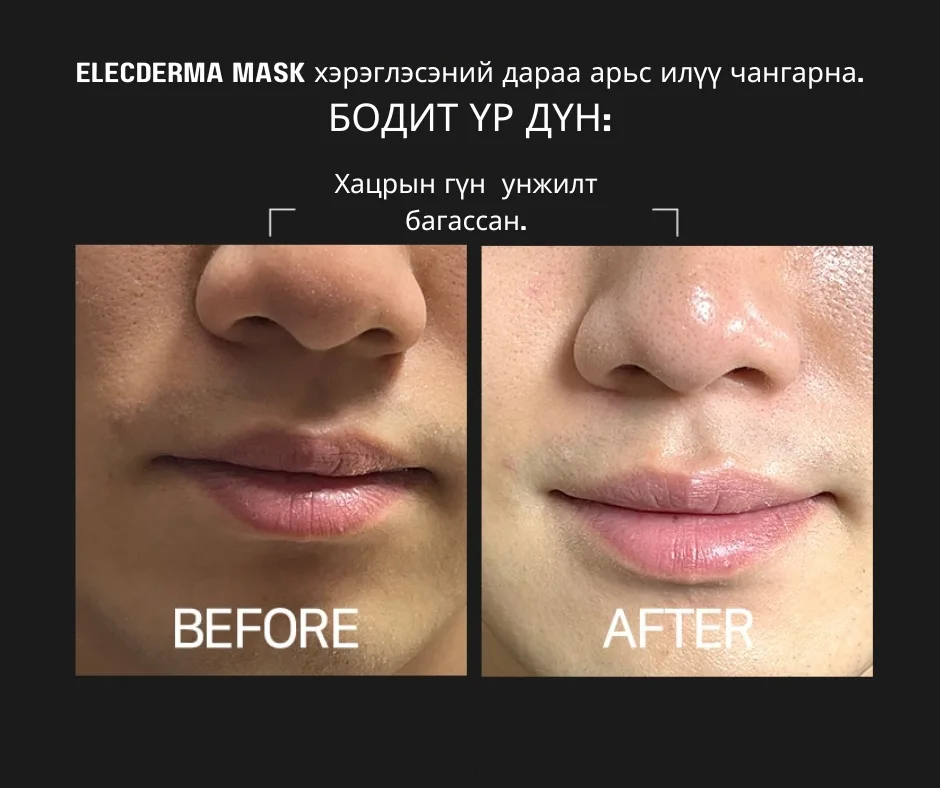 ELECDERMA MASK хэрэглэсэний дараа арьс илүү чангарна.
БОДИТ ҮР ДҮН:
Хацрын гүн унжилт
багассан.
BEFORE
AFTER